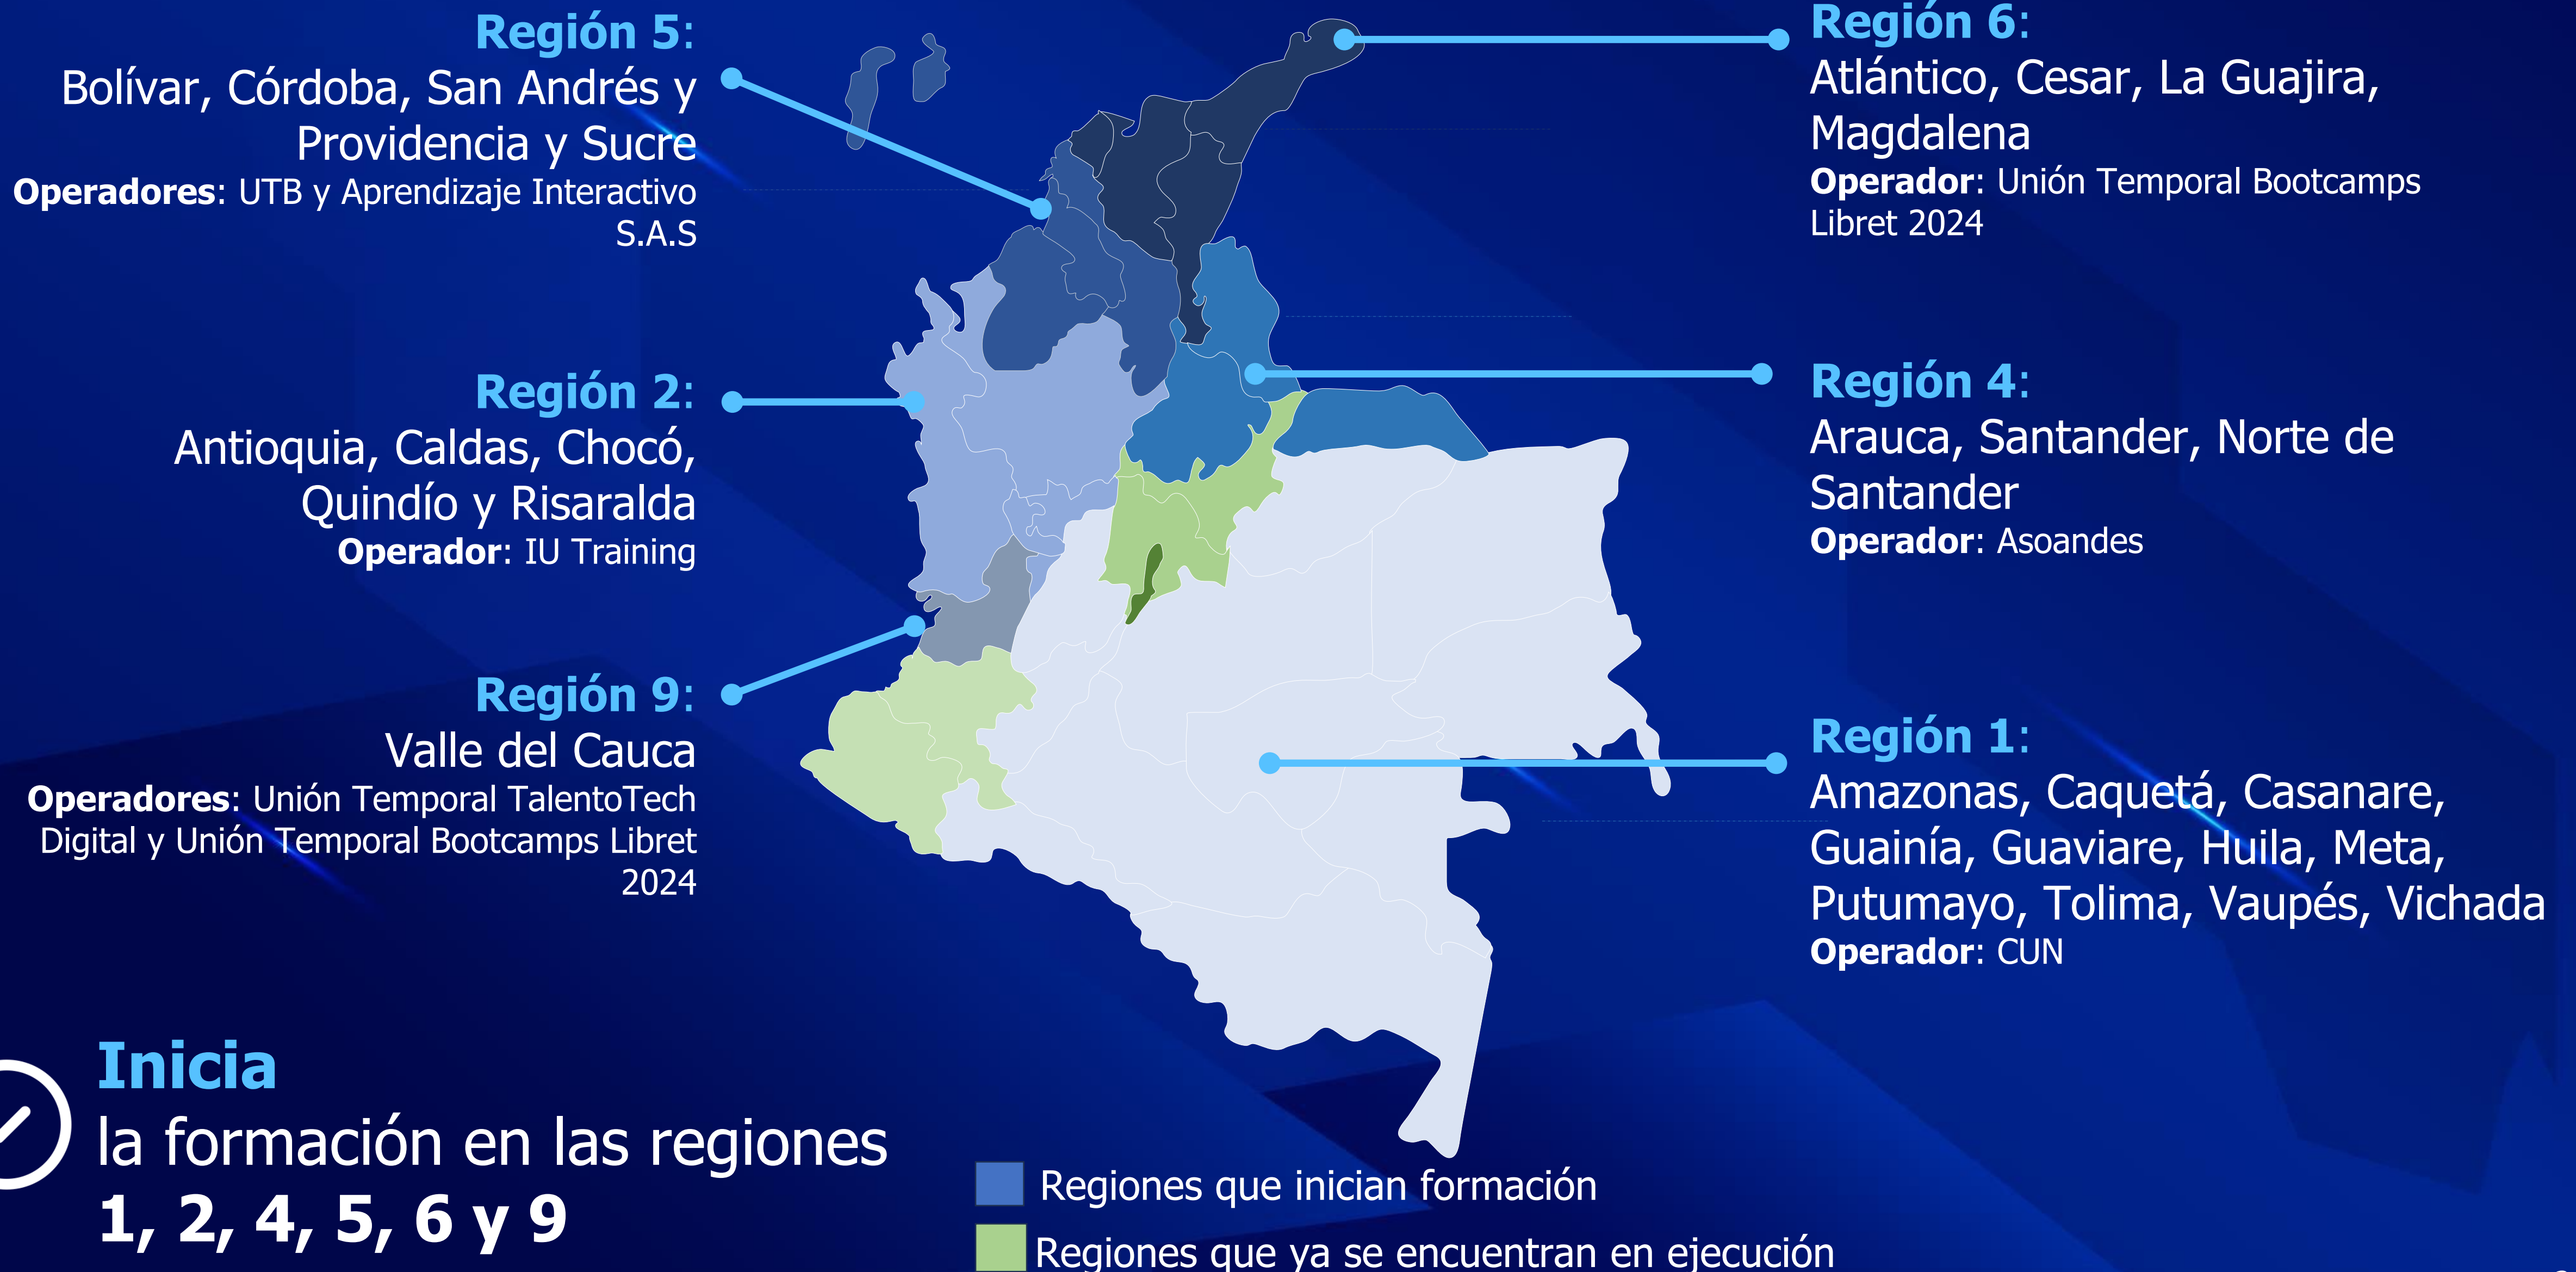 Región 5:
Bolívar, Córdoba, San Andrés y
Providencia y Sucre
Operadores: UTB y Aprendizaje Interactivo
S.A.S
Región 2:
Antioquia, Caldas, Chocó,
Quindío y Risaralda
Operador: IU Training
Región 9:
Valle del Cauca
Operadores: Unión Temporal TalentoTech
Digital y Unión Temporal Bootcamps Libret
2024
Región 6:
Atlántico, Cesar, La Guajira,
Magdalena
Operador: Unión Temporal Bootcamps
Libret 2024
Región 4:
Arauca, Santander, Norte de
Santander
Operador: Asoandes
Región 1:
Amazonas, Caquetá, Casanare,
Guainía, Guaviare, Huila, Meta,
Putumayo, Tolima, Vaupés, Vichada
Operador: CUN
Inicia
la formación en las regiones
1, 2, 4, 5, 6 y 9
Regiones que inician formación
Regiones que ya se encuentran en ejecución